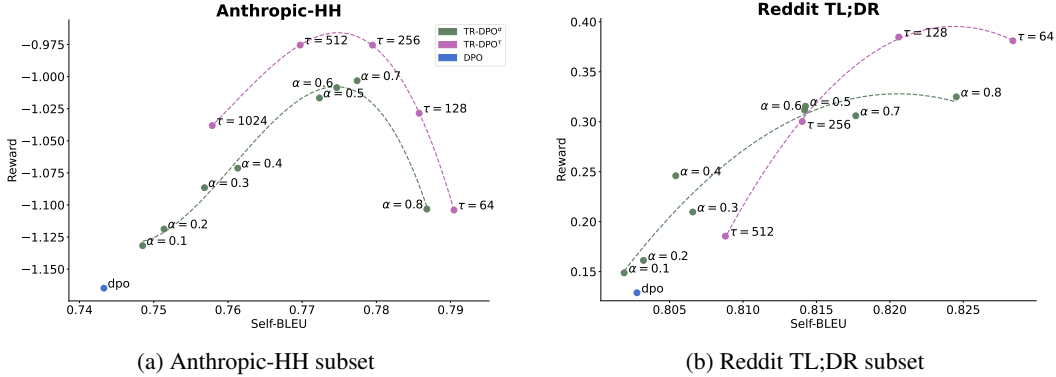 Anthropic-HH
TR-DPOᵅ
TR-DPOᵗ
DPO
Reward
−0.975
−1.000
−1.025
−1.050
−1.075
−1.100
−1.125
−1.150
τ = 512
τ = 256
α = 0.7
α = 0.6
α = 0.5
τ = 128
τ = 1024
α = 0.4
α = 0.3
α = 0.8
τ = 64
α = 0.2
α = 0.1
dpo
0.74
0.75
0.76
0.77
0.78
0.79
Self-BLEU
(a) Anthropic-HH subset
Reddit TL;DR
Reward
0.40
0.35
0.30
0.25
0.20
0.15
τ = 128
τ = 64
α = 0.8
α = 0.6
α = 0.5
α = 0.7
τ = 256
α = 0.4
α = 0.3
τ = 512
α = 0.2
α = 0.1
dpo
0.805
0.810
0.815
0.820
0.825
Self-BLEU
(b) Reddit TL;DR subset